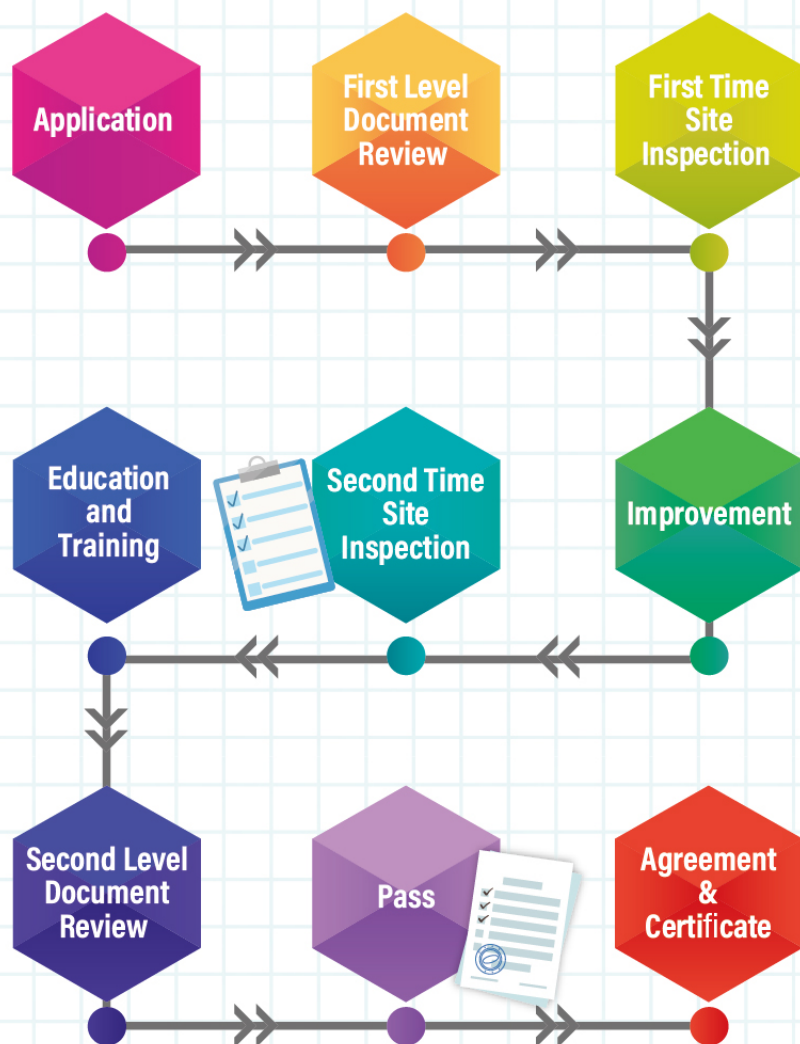 Application
First Level
Document
Review
First Time
Site
Inspection
Improvement
Second Time
Site
Inspection
Education
and
Training
Second Level
Document
Review
Pass
Agreement
&
Certificate